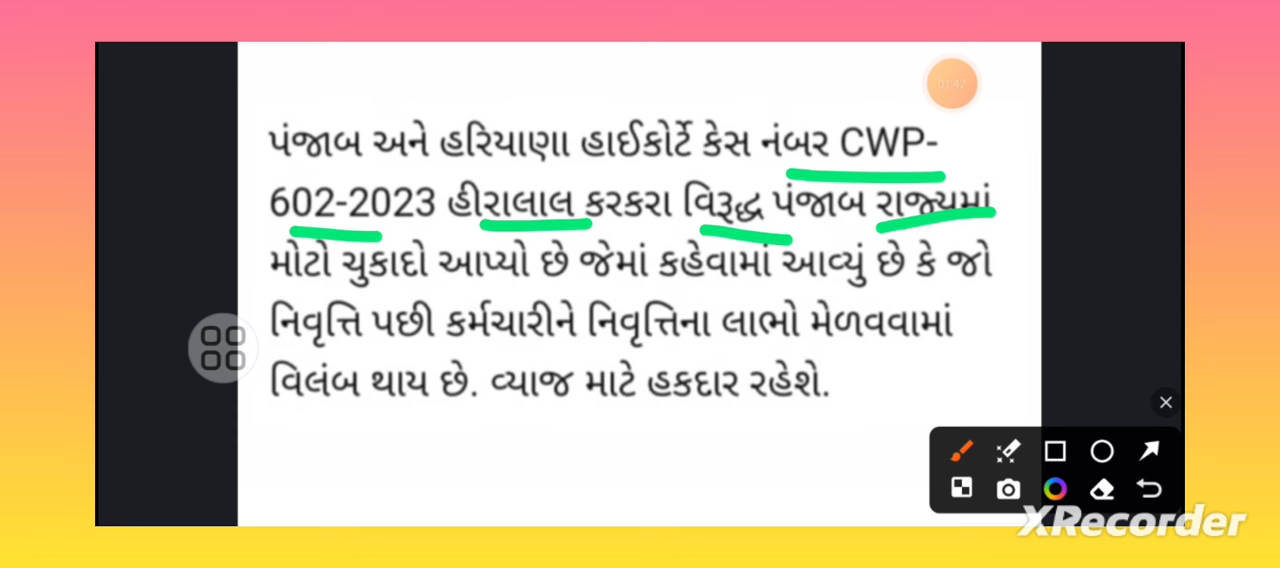 01:42
પંજાબ અને હરિયાણા હાઈકોર્ટે કેસ નંબર CWP-
602-2023 હીરાલાલ કરકરા વિરૂદ્ધ પંજાબ રાજ્યમાં
મોટો ચુકાદો આપ્યો છે જેમાં કહેવામાં આવ્યું છે કે જો
નિવૃત્તિ પછી કર્મચારીને નિવૃત્તિના લાભો મેળવવામાં
વિલંબ થાય છે. વ્યાજ માટે હકદાર રહેશે.
XRecorder